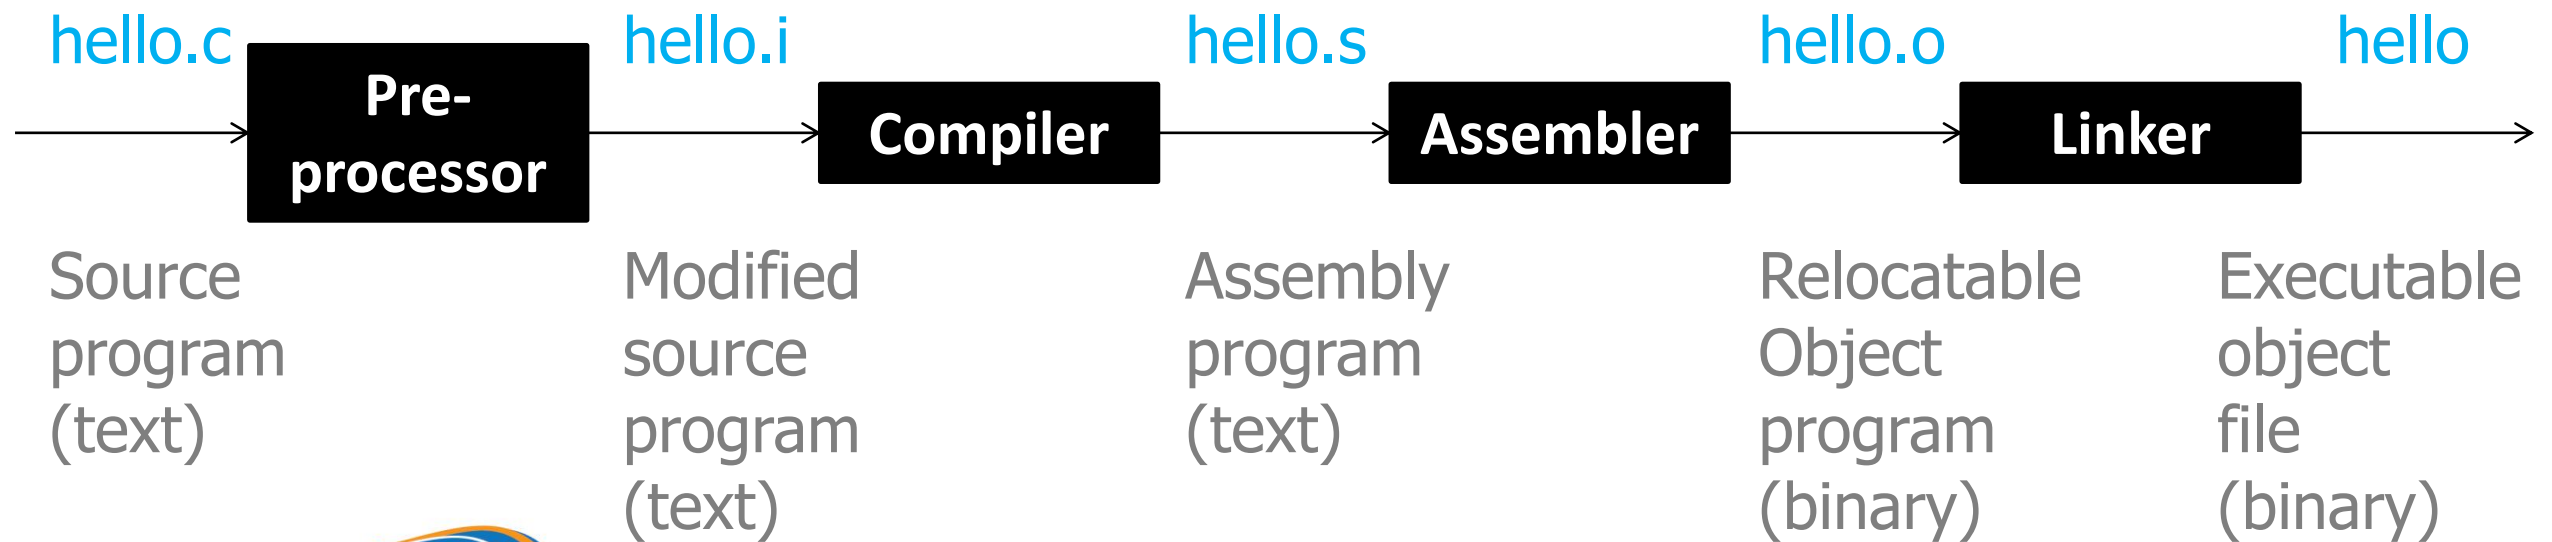 hello.c
hello.i
hello.s
hello.o
hello
Pre-
processor
Compiler
Assembler
Linker
Source
program
(text)
Modified
source
program
(text)
Assembly
program
(text)
Relocatable
Object
program
(binary)
Executable
object
file
(binary)